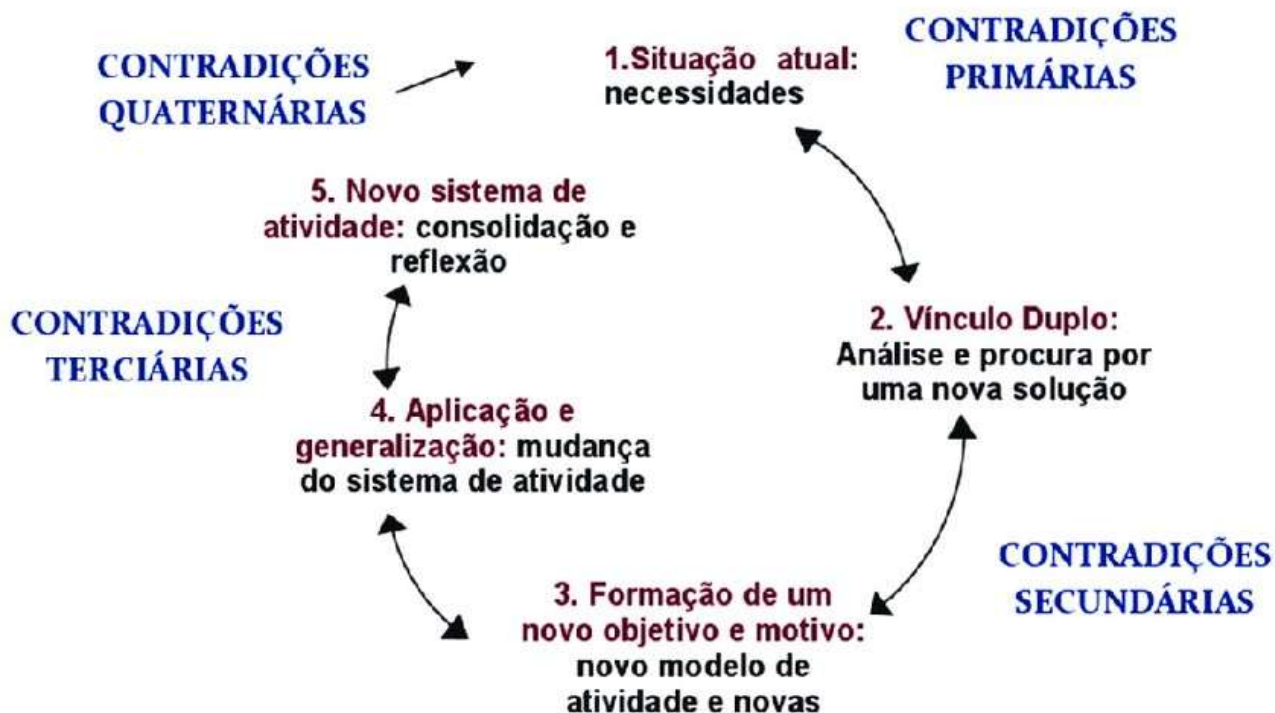 CONTRADIÇÕES
PRIMÁRIAS
1.Situação atual:
necessidades
CONTRADIÇÕES
QUATERNÁRIAS
5. Novo sistema de
atividade: consolidação e
reflexão
2. Vínculo Duplo:
Análise e procura por
uma nova solução
CONTRADIÇÕES
TERCIÁRIAS
4. Aplicação e
generalização: mudança
do sistema de atividade
CONTRADIÇÕES
SECUNDÁRIAS
3. Formação de um
novo objetivo e motivo:
novo modelo de
atividade e novas